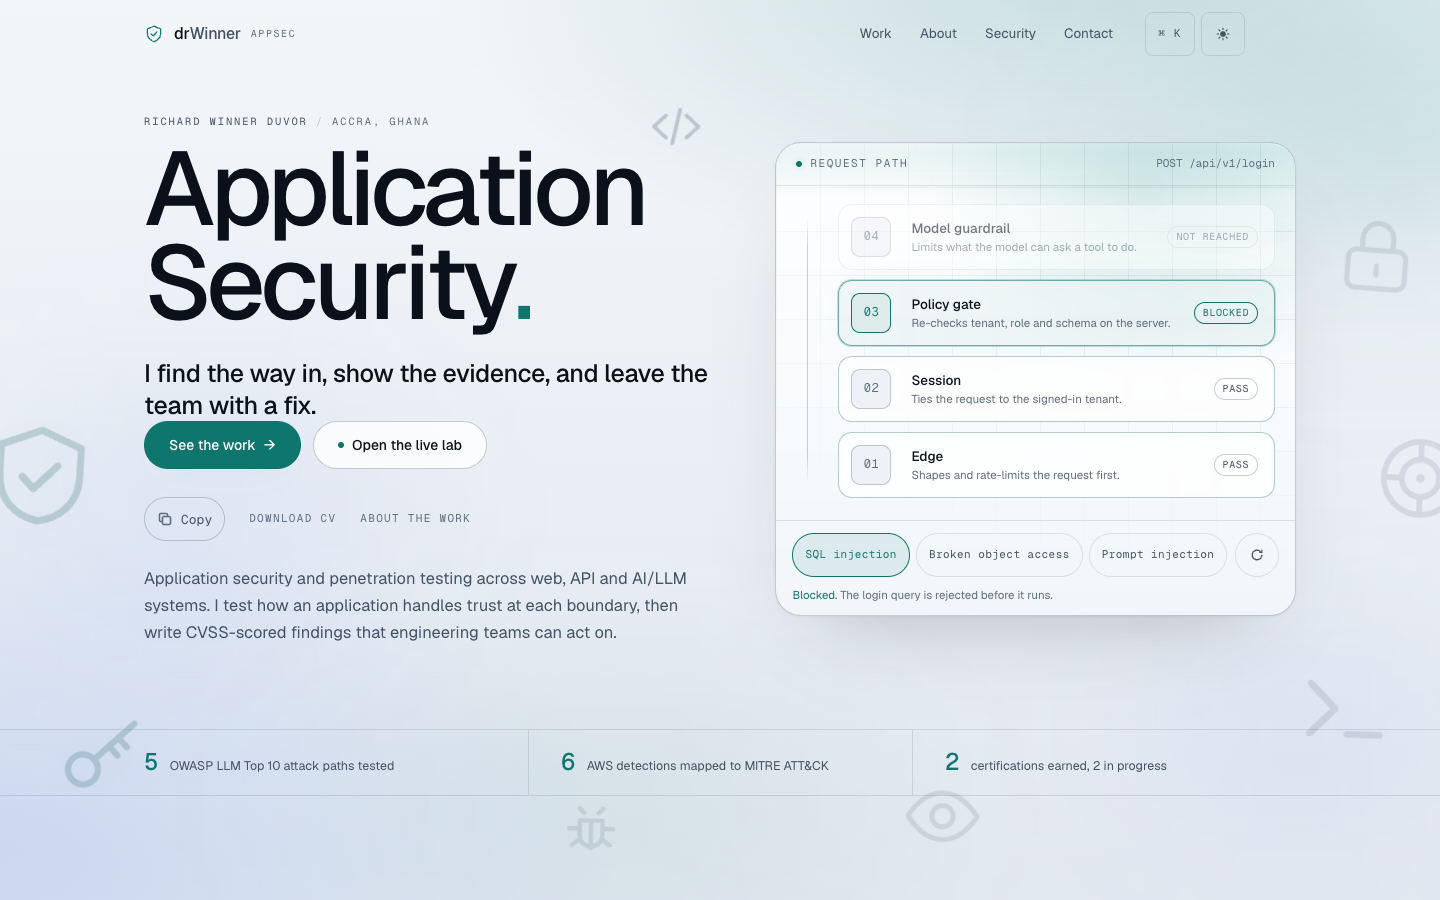 drWinner APPSEC
Work About Security Contact ⌘ K
RICHARD WINNER DUVOR / ACCRA, GHANA
Application
Security.
I find the way in, show the evidence, and leave the
team with a fix.
See the work →
Open the live lab
Copy
DOWNLOAD CV
ABOUT THE WORK
Application security and penetration testing across web, API and AI/LLM
systems. I test how an application handles trust at each boundary, then
write CVSS-scored findings that engineering teams can act on.
REQUEST PATH
POST /api/v1/login
04
Model guardrail
Limits what the model can ask a tool to do.
NOT REACHED
03
Policy gate
Re-checks tenant, role and schema on the server.
BLOCKED
02
Session
Ties the request to the signed-in tenant.
PASS
01
Edge
Shapes and rate-limits the request first.
PASS
SQL injection
Broken object access
Prompt injection
Blocked. The login query is rejected before it runs.
5 OWASP LLM Top 10 attack paths tested
6 AWS detections mapped to MITRE ATT&CK
2 certifications earned, 2 in progress